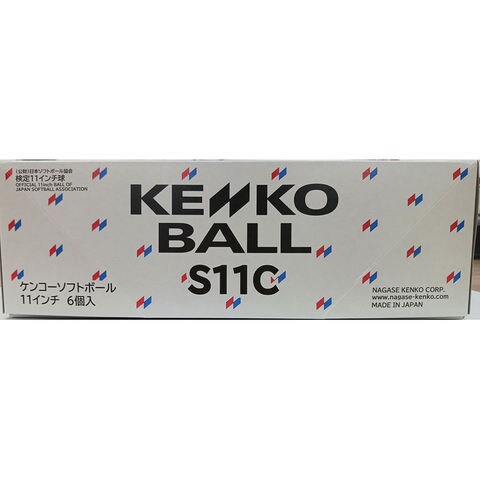 (公財)日本ソフトボール協会
検定11インチ球
OFFICIAL 11inch BALL OF
JAPAN SOFTBALL ASSOCIATION
KENKO
BALL
S11C
ケンコーソフトボール
11インチ 6個入
NAGASE KENKO CORP.
www.nagase-kenko.com
MADE IN JAPAN